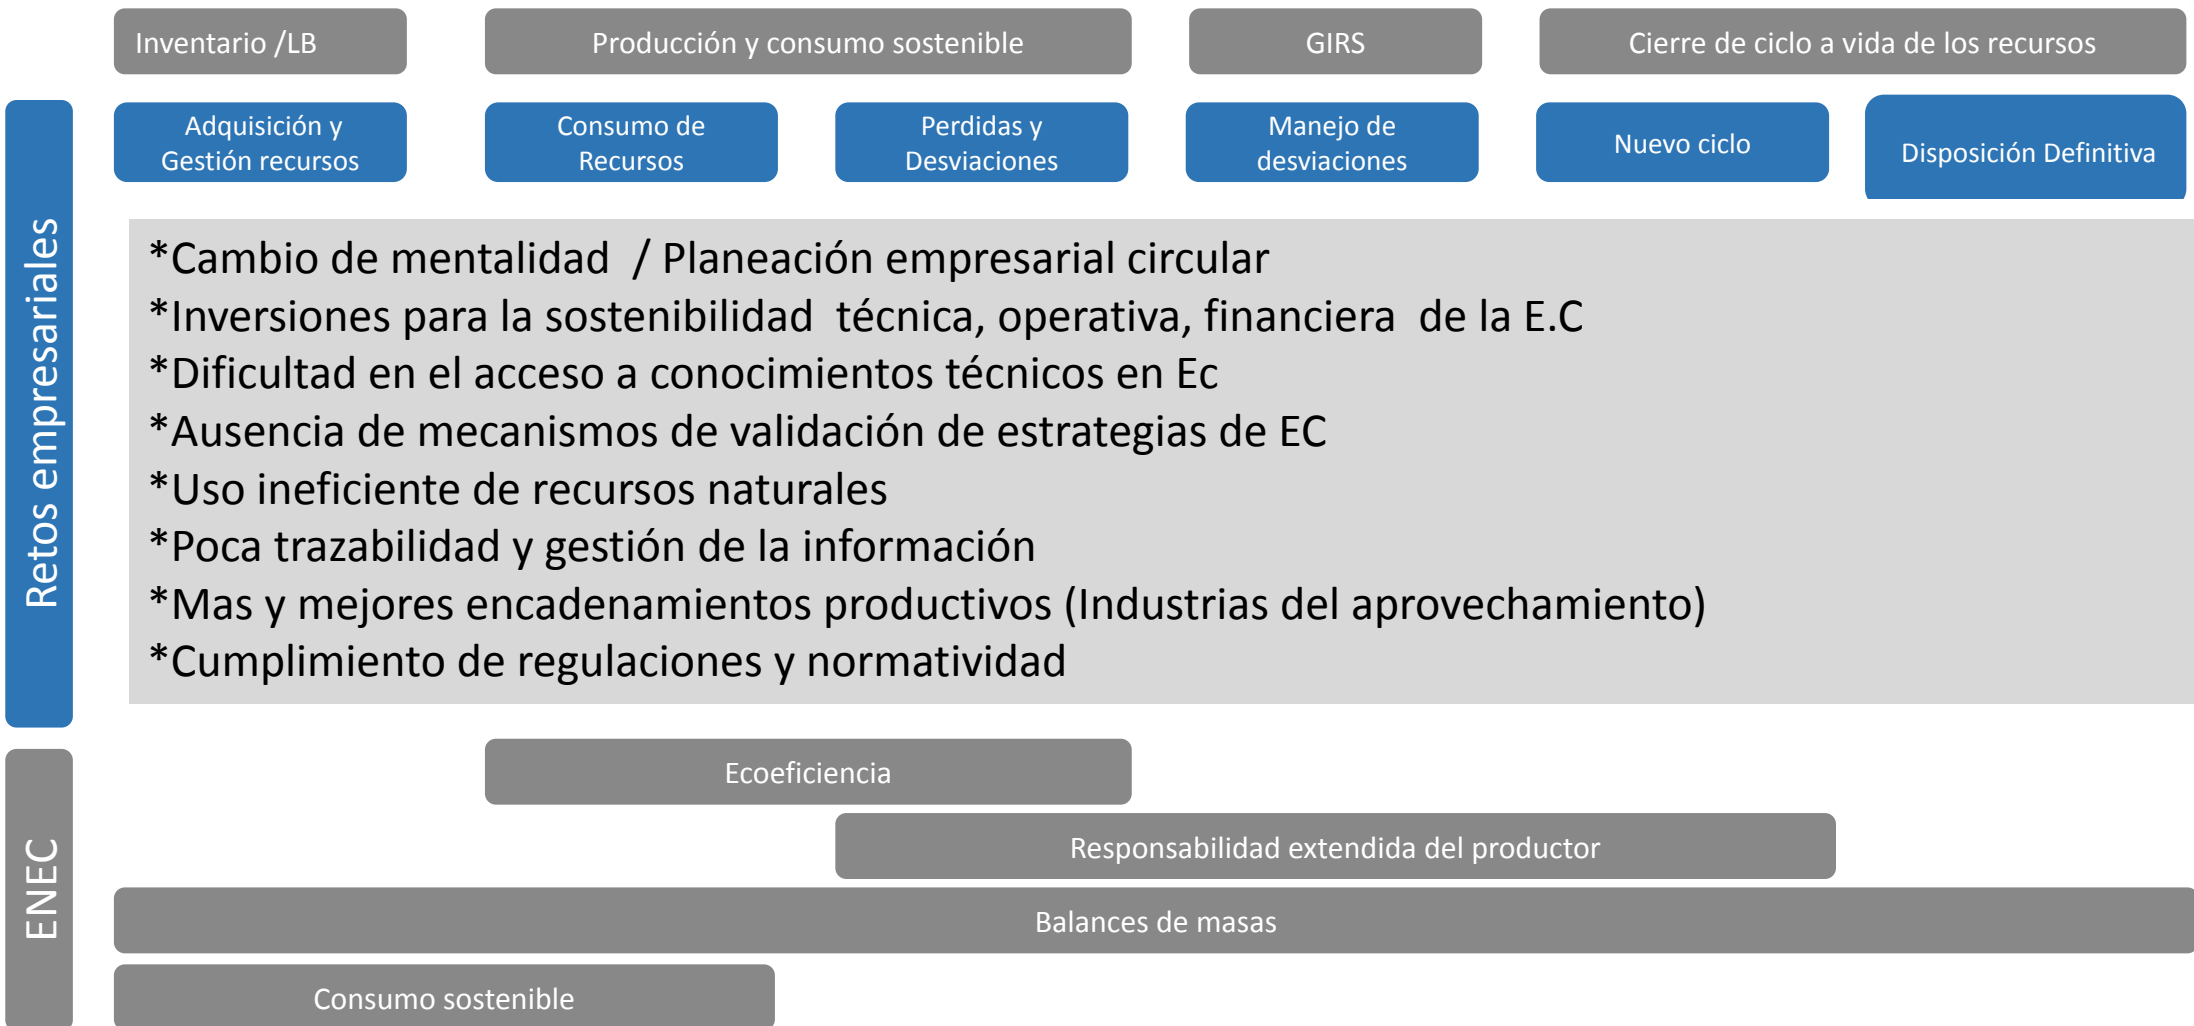 Inventario /LB
Producción y consumo sostenible
GIRS
Cierre de ciclo a vida de los recursos
Adquisición y
Gestión recursos
Consumo de
Recursos
Perdidas y
Desviaciones
Manejo de
desviaciones
Nuevo ciclo
Disposición Definitiva
Retos empresariales
*Cambio de mentalidad / Planeación empresarial circular
*Inversiones para la sostenibilidad técnica, operativa, financiera de la E.C
*Dificultad en el acceso a conocimientos técnicos en Ec
*Ausencia de mecanismos de validación de estrategias de EC
*Uso ineficiente de recursos naturales
*Poca trazabilidad y gestión de la información
*Mas y mejores encadenamientos productivos (Industrias del aprovechamiento)
*Cumplimiento de regulaciones y normatividad
ENEC
Ecoeficiencia
Responsabilidad extendida del productor
Balances de masas
Consumo sostenible